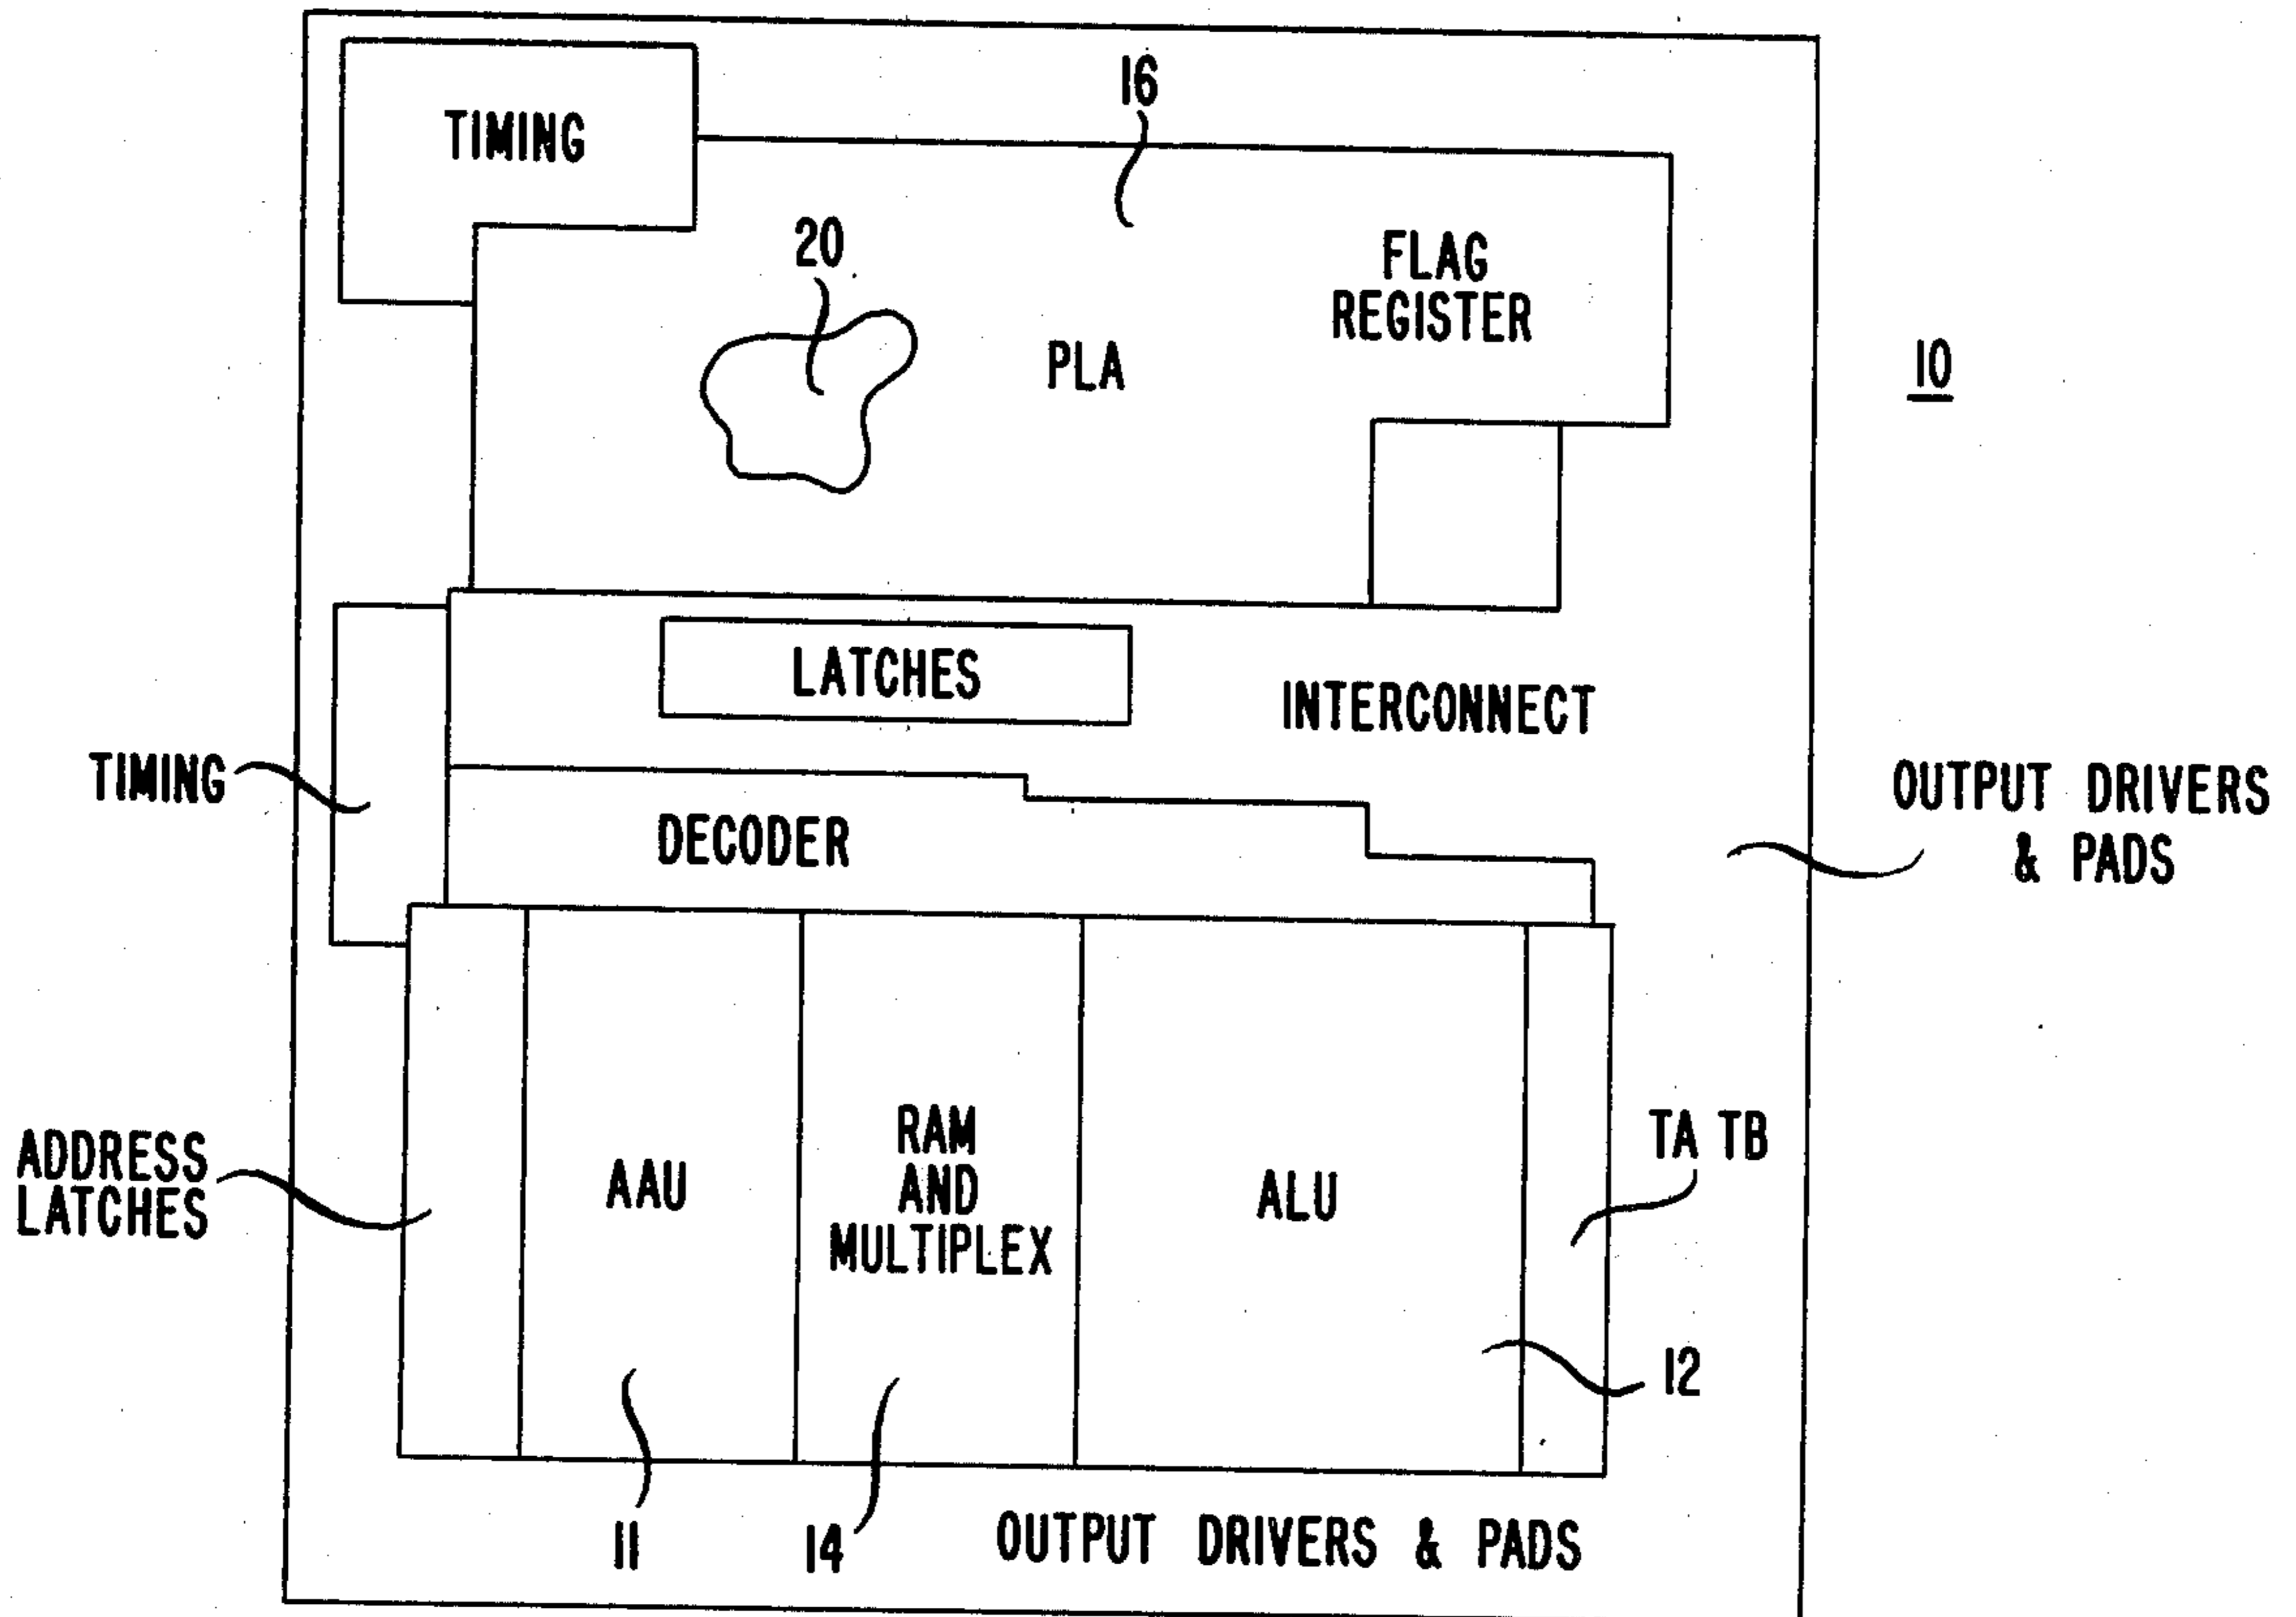 TIMING
16
20
FLAG
REGISTER
PLA
10
LATCHES
INTERCONNECT
TIMING
OUTPUT DRIVERS
& PADS
DECODER
ADDRESS
LATCHES
AAU
RAM
AND
MULTIPLEX
ALU
TA TB
12
11
14
OUTPUT DRIVERS & PADS